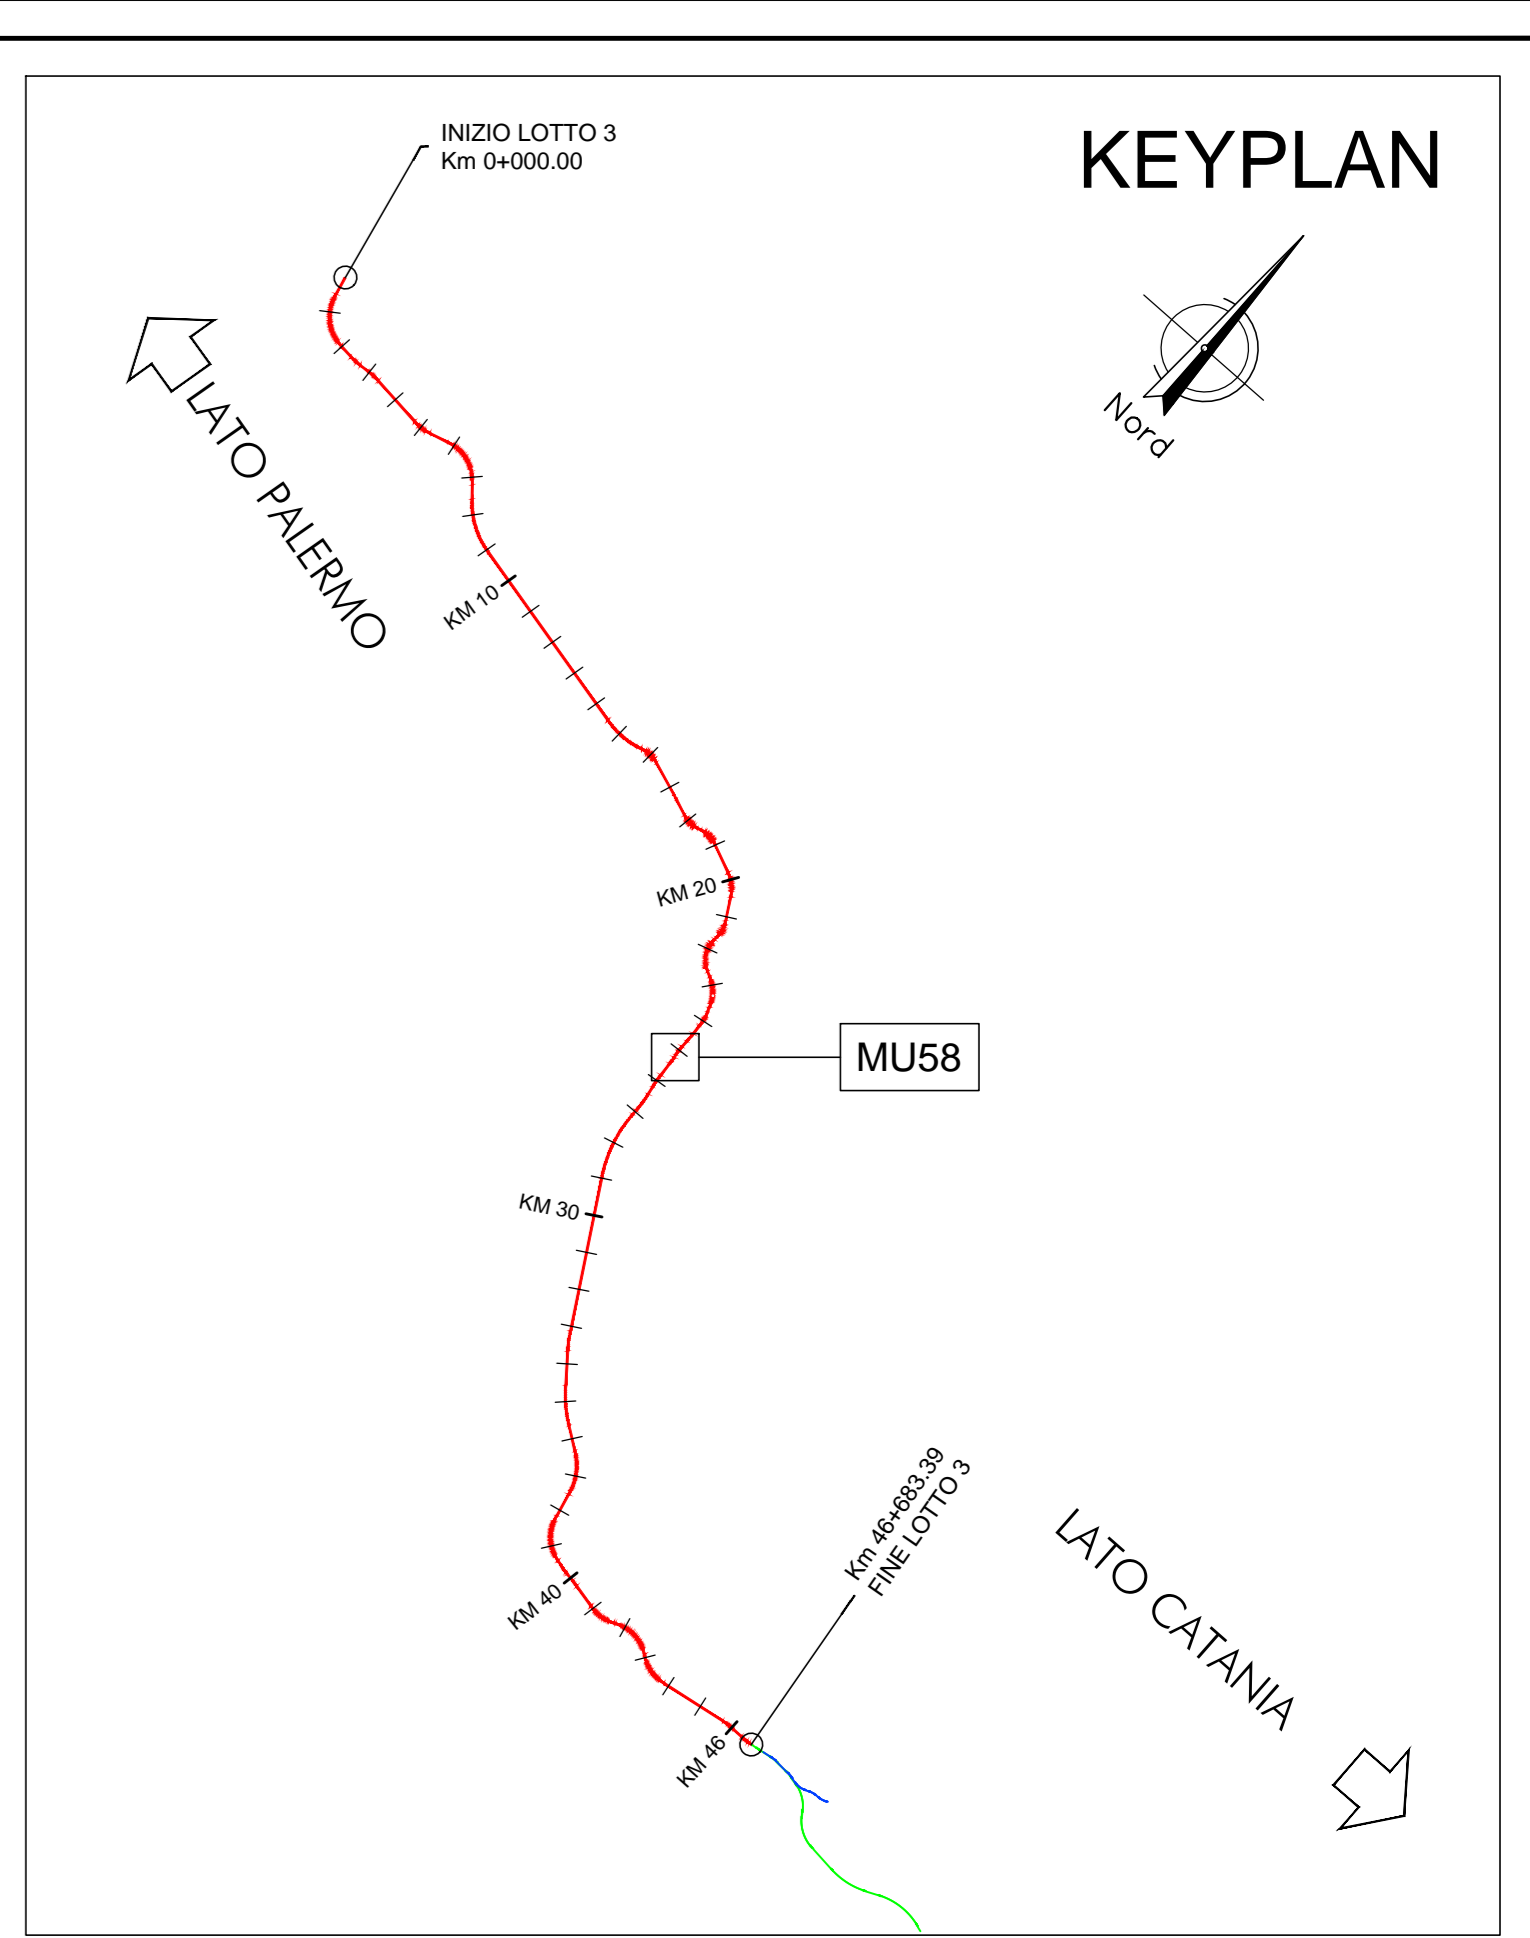 INIZIO LOTTO 3
Km 0+000.00
KEYPLAN
Nord
LATO PALERMO
KM 10
KM 20
MU58
KM 30
Km 46+683.39
FINE LOTTO 3
LATO CATANIA
KM 40
KM 46